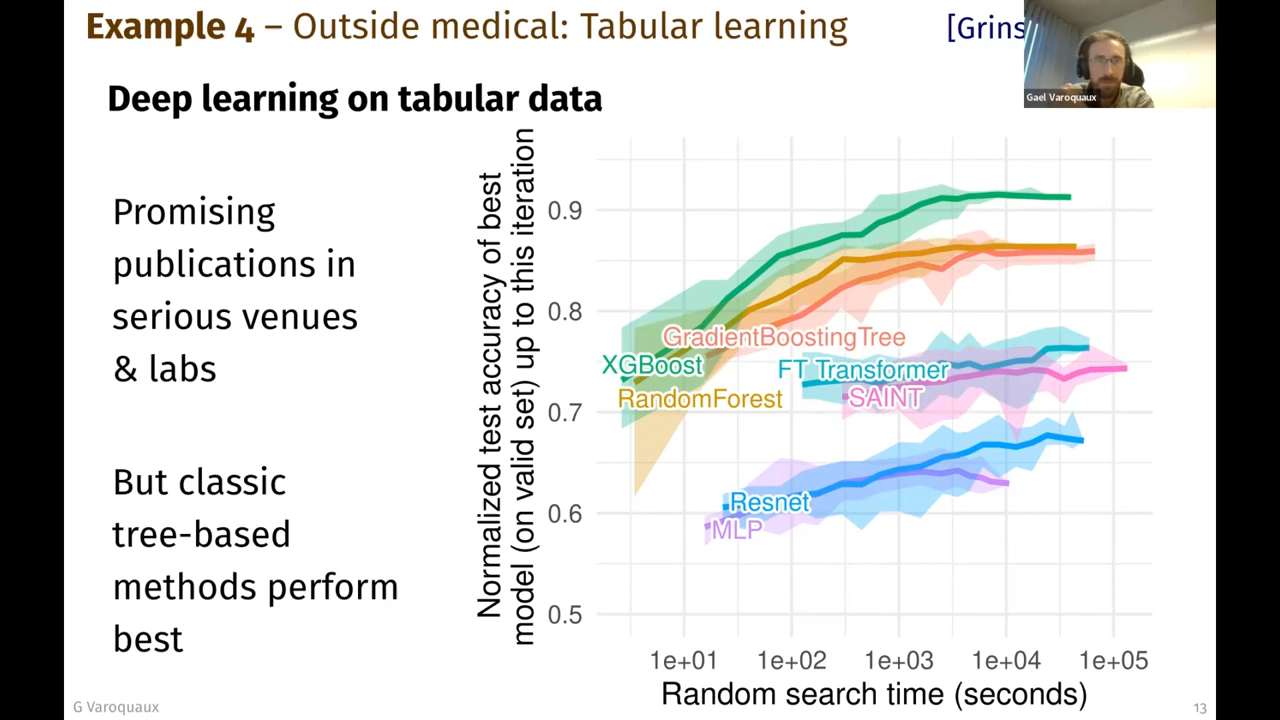 Example 4 – Outside medical: Tabular learning
[Grins
Gael Varoquaux
Deep learning on tabular data
Promising
publications in
serious venues
& labs
But classic
tree-based
methods perform
best
Normalized test accuracy of best
model (on valid set) up to this iteration
0.9
0.8
0.7
0.6
0.5
GradientBoostingTree
XGBoost
FT Transformer
RandomForest
SAINT
Resnet
MLP
1e+01 1e+02 1e+03 1e+04 1e+05
Random search time (seconds)
G Varoquaux
13